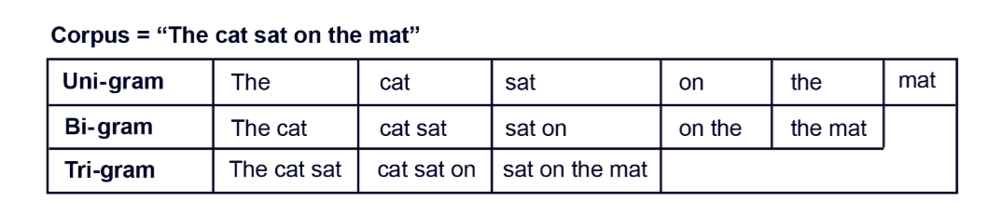 Corpus = “The cat sat on the mat”
Uni-gram The cat sat on the mat
Bi-gram The cat cat sat sat on on the the mat
Tri-gram The cat sat cat sat on sat on the mat